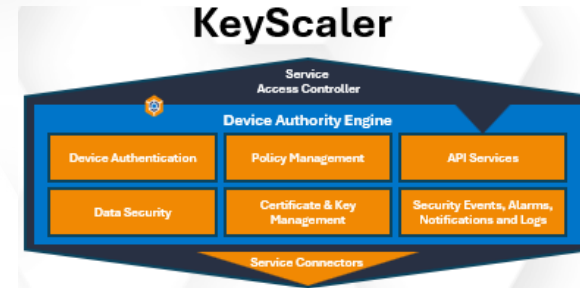 KeyScaler
Service
Access Controller
Device Authority Engine
Device Authentication
Policy Management
API Services
Data Security
Certificate & Key
Management
Security Events, Alarms,
Notifications and Logs
Service Connectors